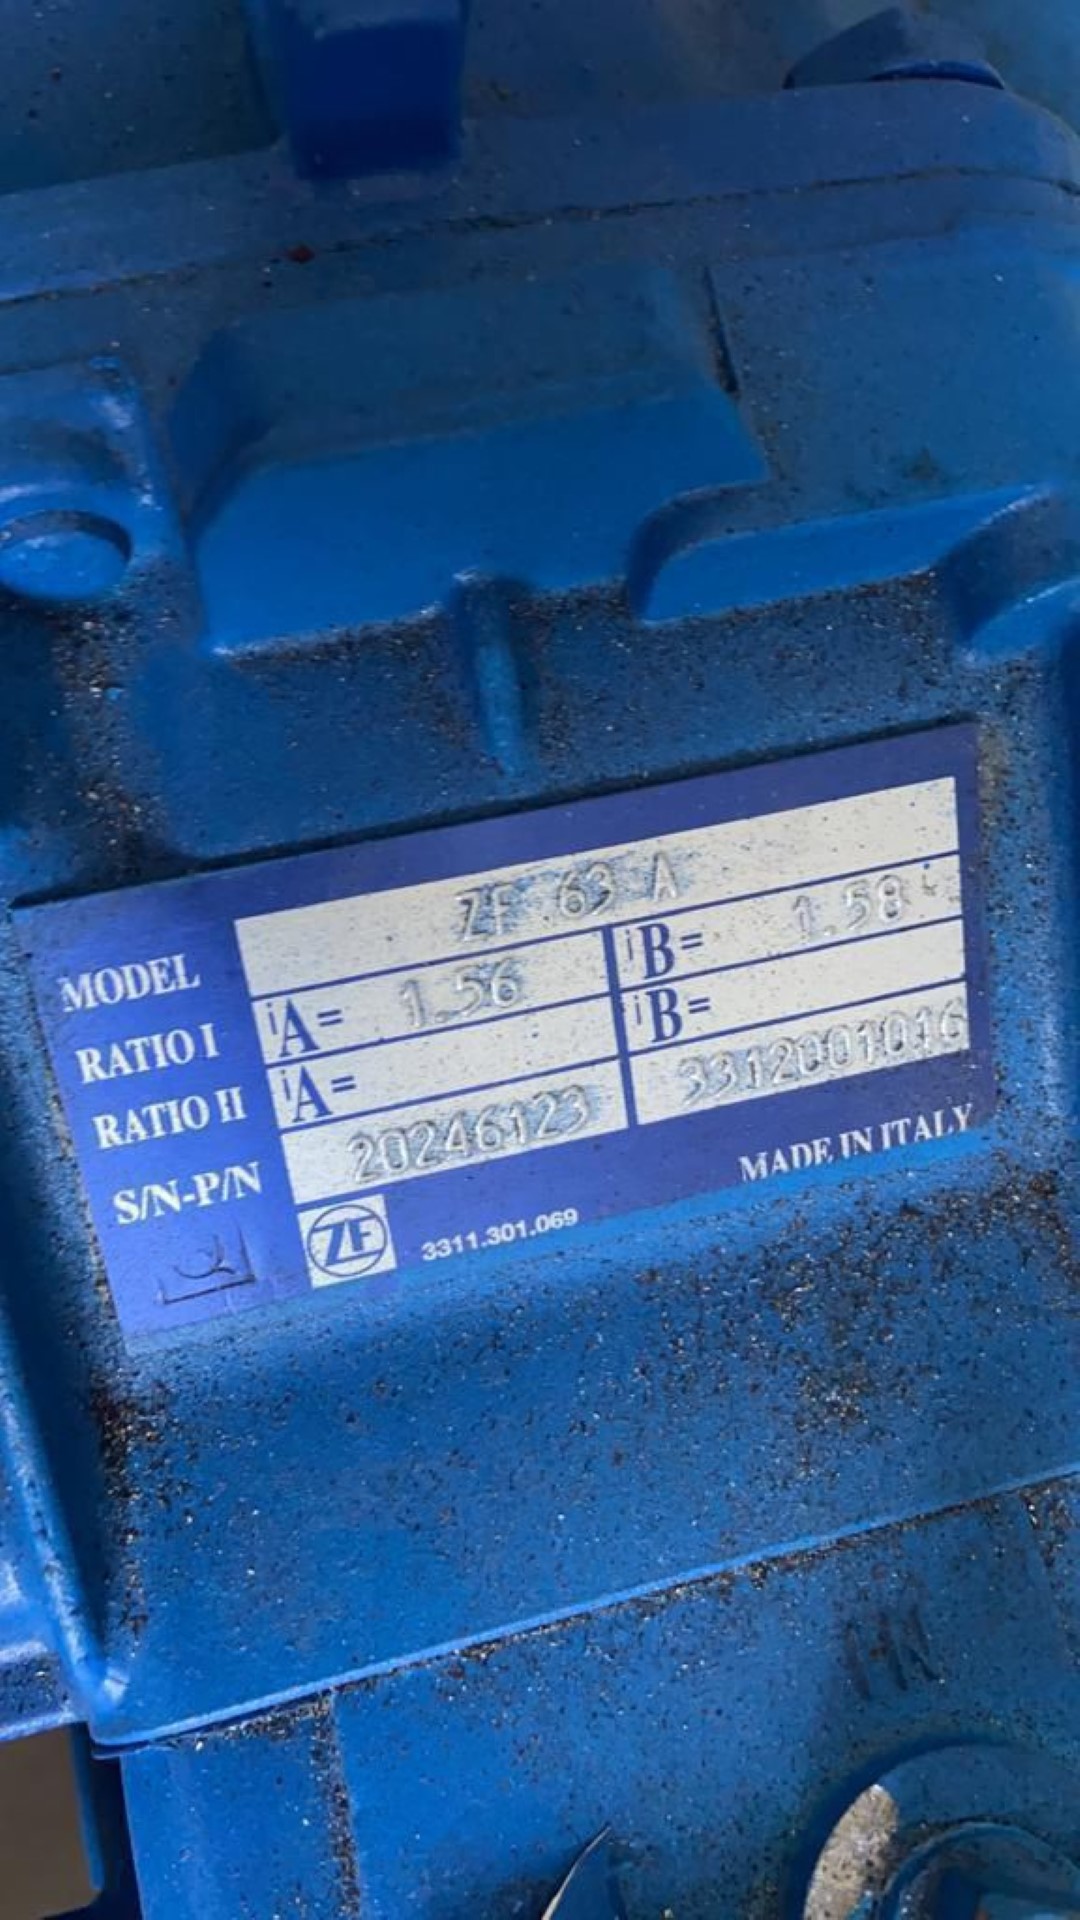 MODEL ZF 63 A
RATIO I iA= 1.56 iB= 1.58
RATIO II iA= iB=
S/N-P/N 20246123 3312001016
ZF 3311.301.069 MADE IN ITALY